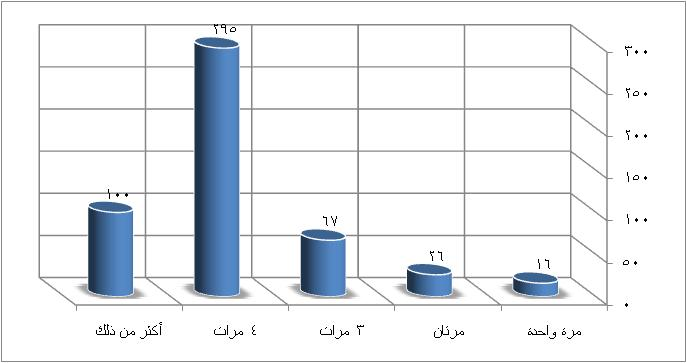 ٣٠٠
٢٥٠
٢٠٠
١٥٠
١٠٠
٥٠
٠
١٦
٢٦
٦٧
٢٩٥
١٠٠
مرة واحدة
مرتان
٣ مرات
٤ مرات
أكثر من ذلك